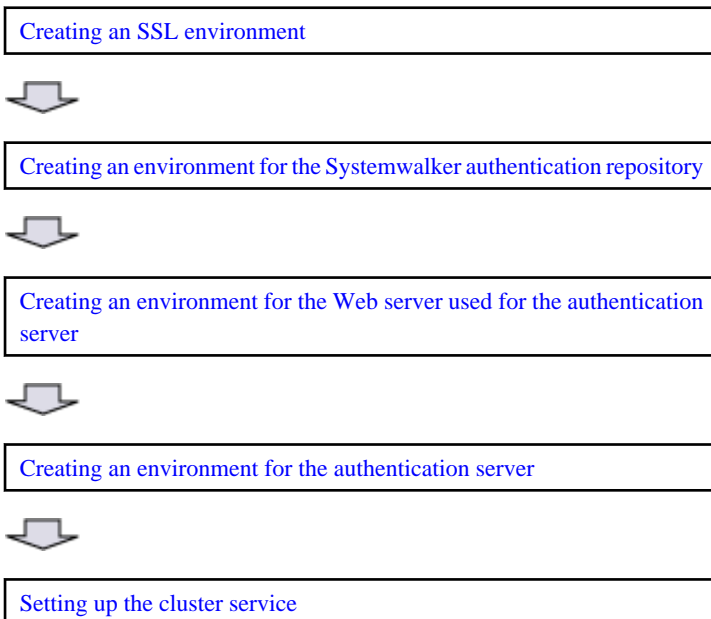 Creating an SSL environment
Creating an environment for the Systemwalker authentication repository
Creating an environment for the Web server used for the authentication
server
Creating an environment for the authentication server
Setting up the cluster service